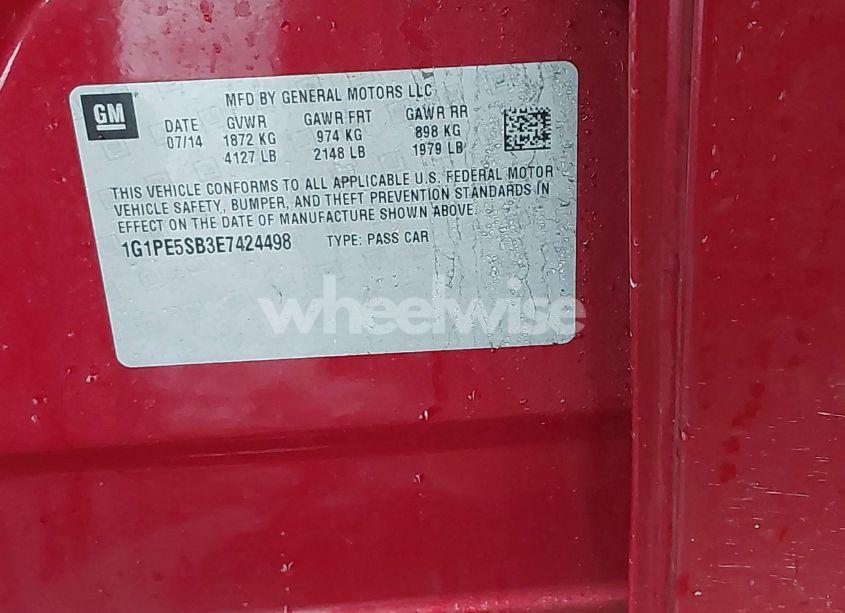 GM
MFD BY GENERAL MOTORS LLC
DATE GVWR GAWR FRT GAWR RR
07/14 1872 KG 974 KG 898 KG
4127 LB 2148 LB 1979 LB
THIS VEHICLE CONFORMS TO ALL APPLICABLE U.S. FEDERAL MOTOR
VEHICLE SAFETY, BUMPER, AND THEFT PREVENTION STANDARDS IN
EFFECT ON THE DATE OF MANUFACTURE SHOWN ABOVE.
1G1PE5SB3E7424498 TYPE: PASS CAR
wheelwise